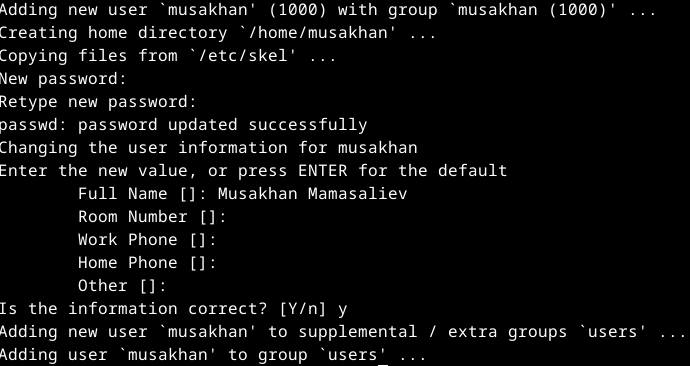 Adding new user `musakhan' (1000) with group `musakhan (1000)' ...
Creating home directory `/home/musakhan' ...
Copying files from `/etc/skel' ...
New password:
Retype new password:
passwd: password updated successfully
Changing the user information for musakhan
Enter the new value, or press ENTER for the default
Full Name []: Musakhan Mamasaliev
Room Number []:
Work Phone []:
Home Phone []:
Other []:
Is the information correct? [Y/n] y
Adding new user `musakhan' to supplemental / extra groups `users' ...
Adding user `musakhan' to group `users' ...